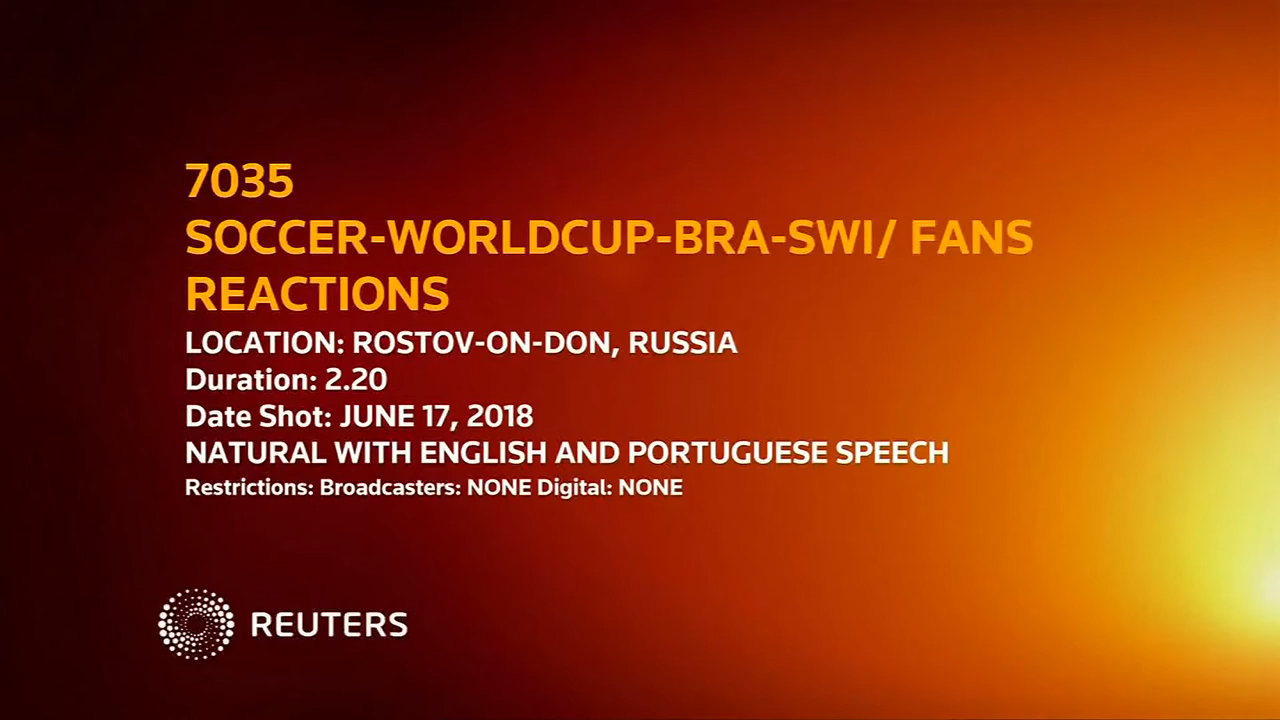 7035
SOCCER-WORLDCUP-BRA-SWI/ FANS
REACTIONS
LOCATION: ROSTOV-ON-DON, RUSSIA
Duration: 2.20
Date Shot: JUNE 17, 2018
NATURAL WITH ENGLISH AND PORTUGUESE SPEECH
Restrictions: Broadcasters: NONE Digital: NONE
REUTERS